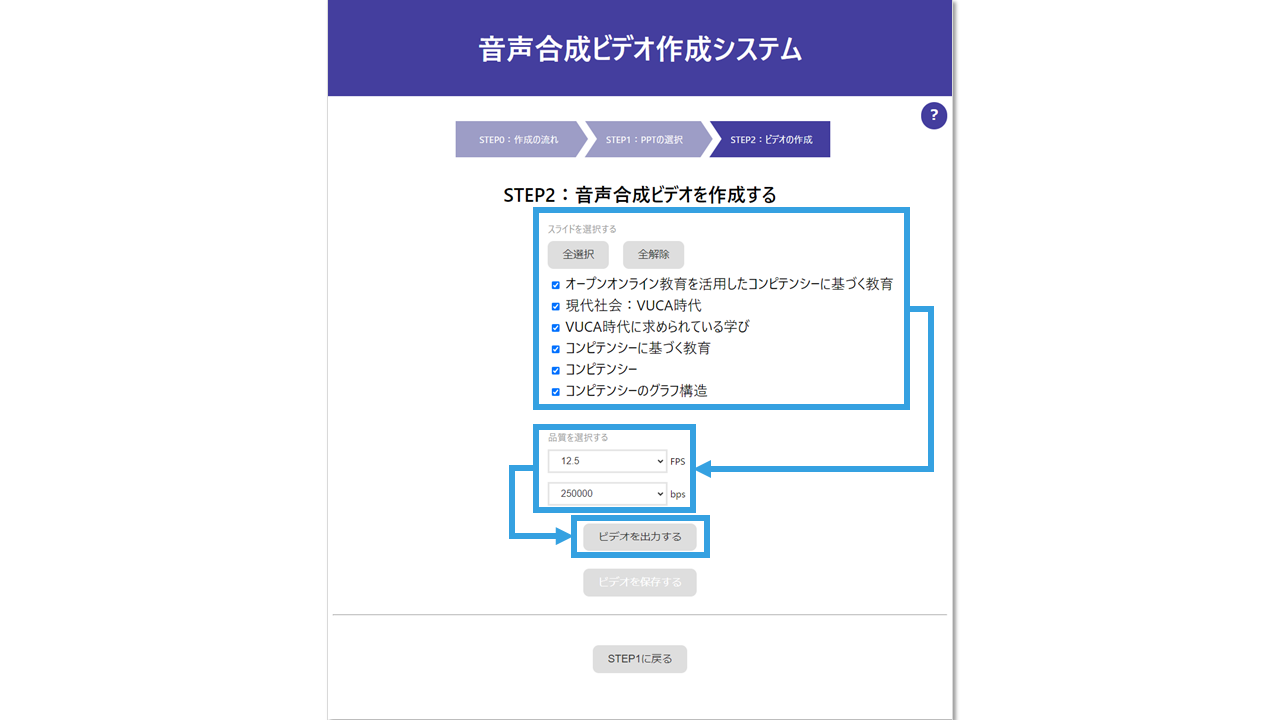 音声合成ビデオ作成システム
?
STEP0：作成の流れ
STEP1：PPTの選択
STEP2：ビデオの作成
STEP2：音声合成ビデオを作成する
スライドを選択する
全選択
全解除
オープンオンライン教育を活用したコンピテンシーに基づく教育
現代社会：VUCA時代
VUCA時代に求められている学び
コンピテンシーに基づく教育
コンピテンシー
コンピテンシーのグラフ構造
品質を選択する
12.5 FPS
250000 bps
ビデオを出力する
ビデオを保存する
STEP1に戻る